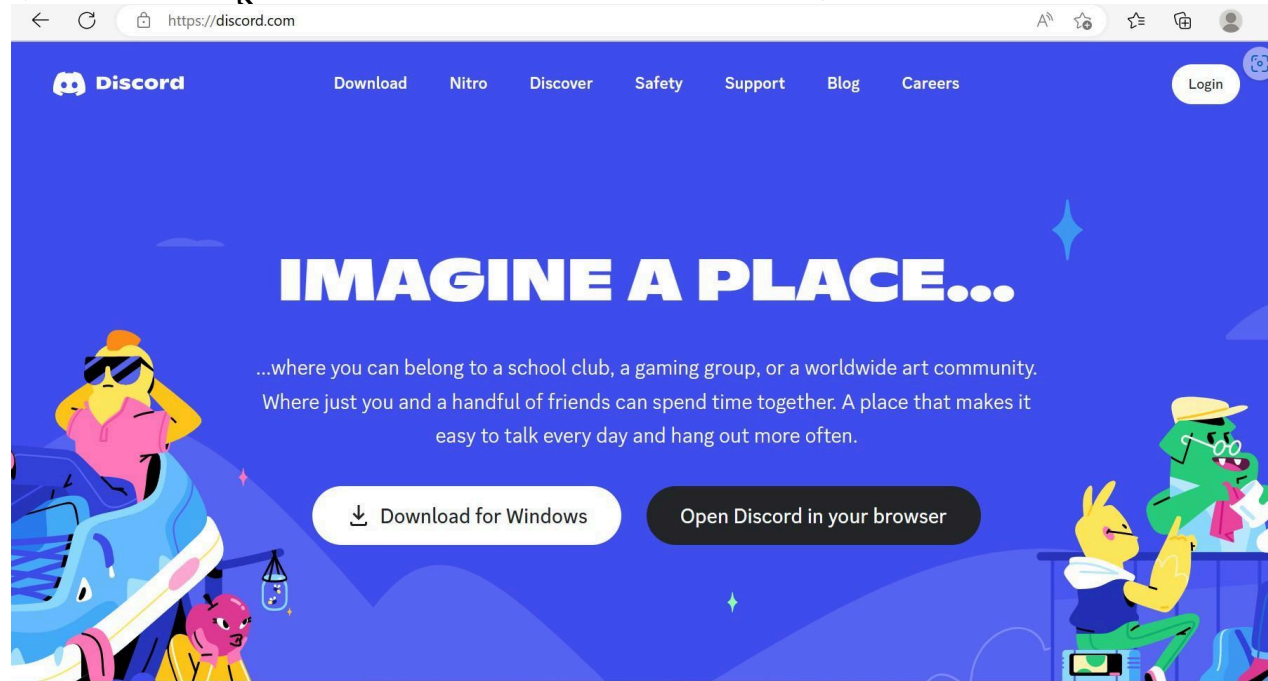 https://discord.com
Discord Download Nitro Discover Safety Support Blog Careers Login
IMAGINE A PLACE...
...where you can belong to a school club, a gaming group, or a worldwide art community.
Where just you and a handful of friends can spend time together. A place that makes it
easy to talk every day and hang out more often.
Download for Windows Open Discord in your browser